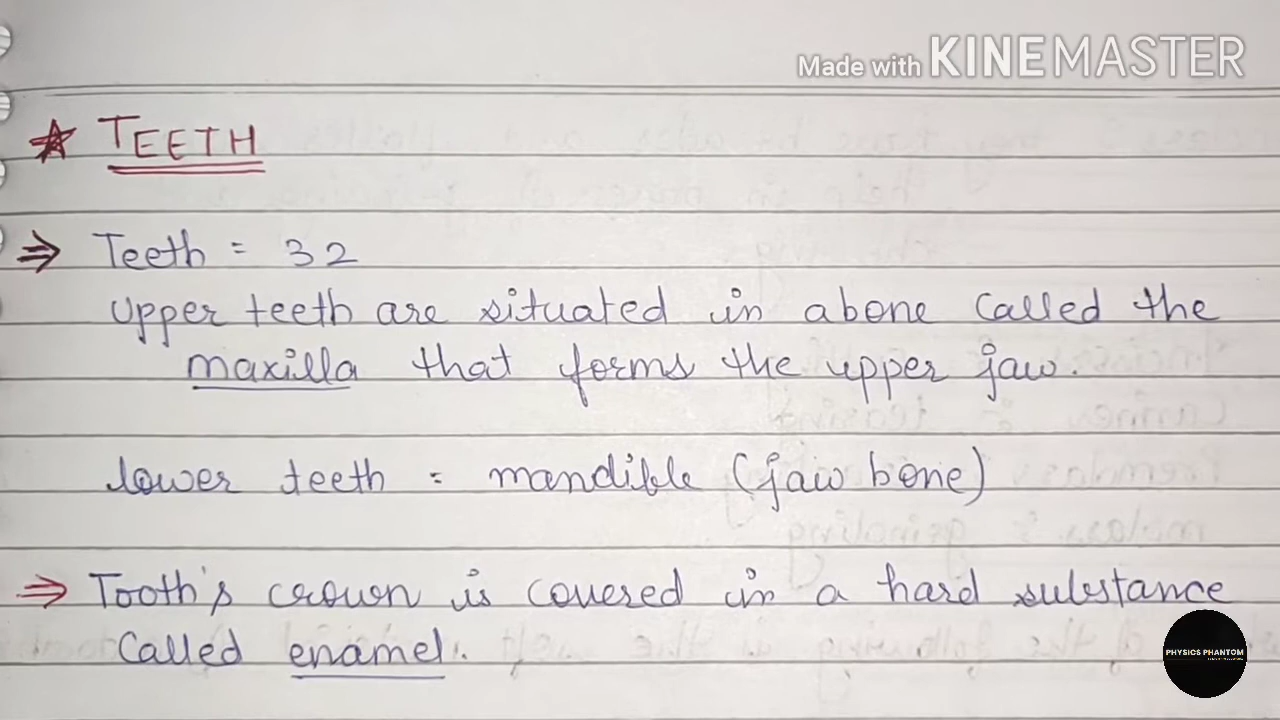 Made with KINEMASTER
TEETH
⇒ Teeth = 32
Upper teeth are situated in a bone called the
maxilla that forms the upper jaw.
Lower teeth = mandible (jaw bone)
⇒ Tooth's crown is covered in a hard substance
called enamel.
PHYSICS PHANTOM